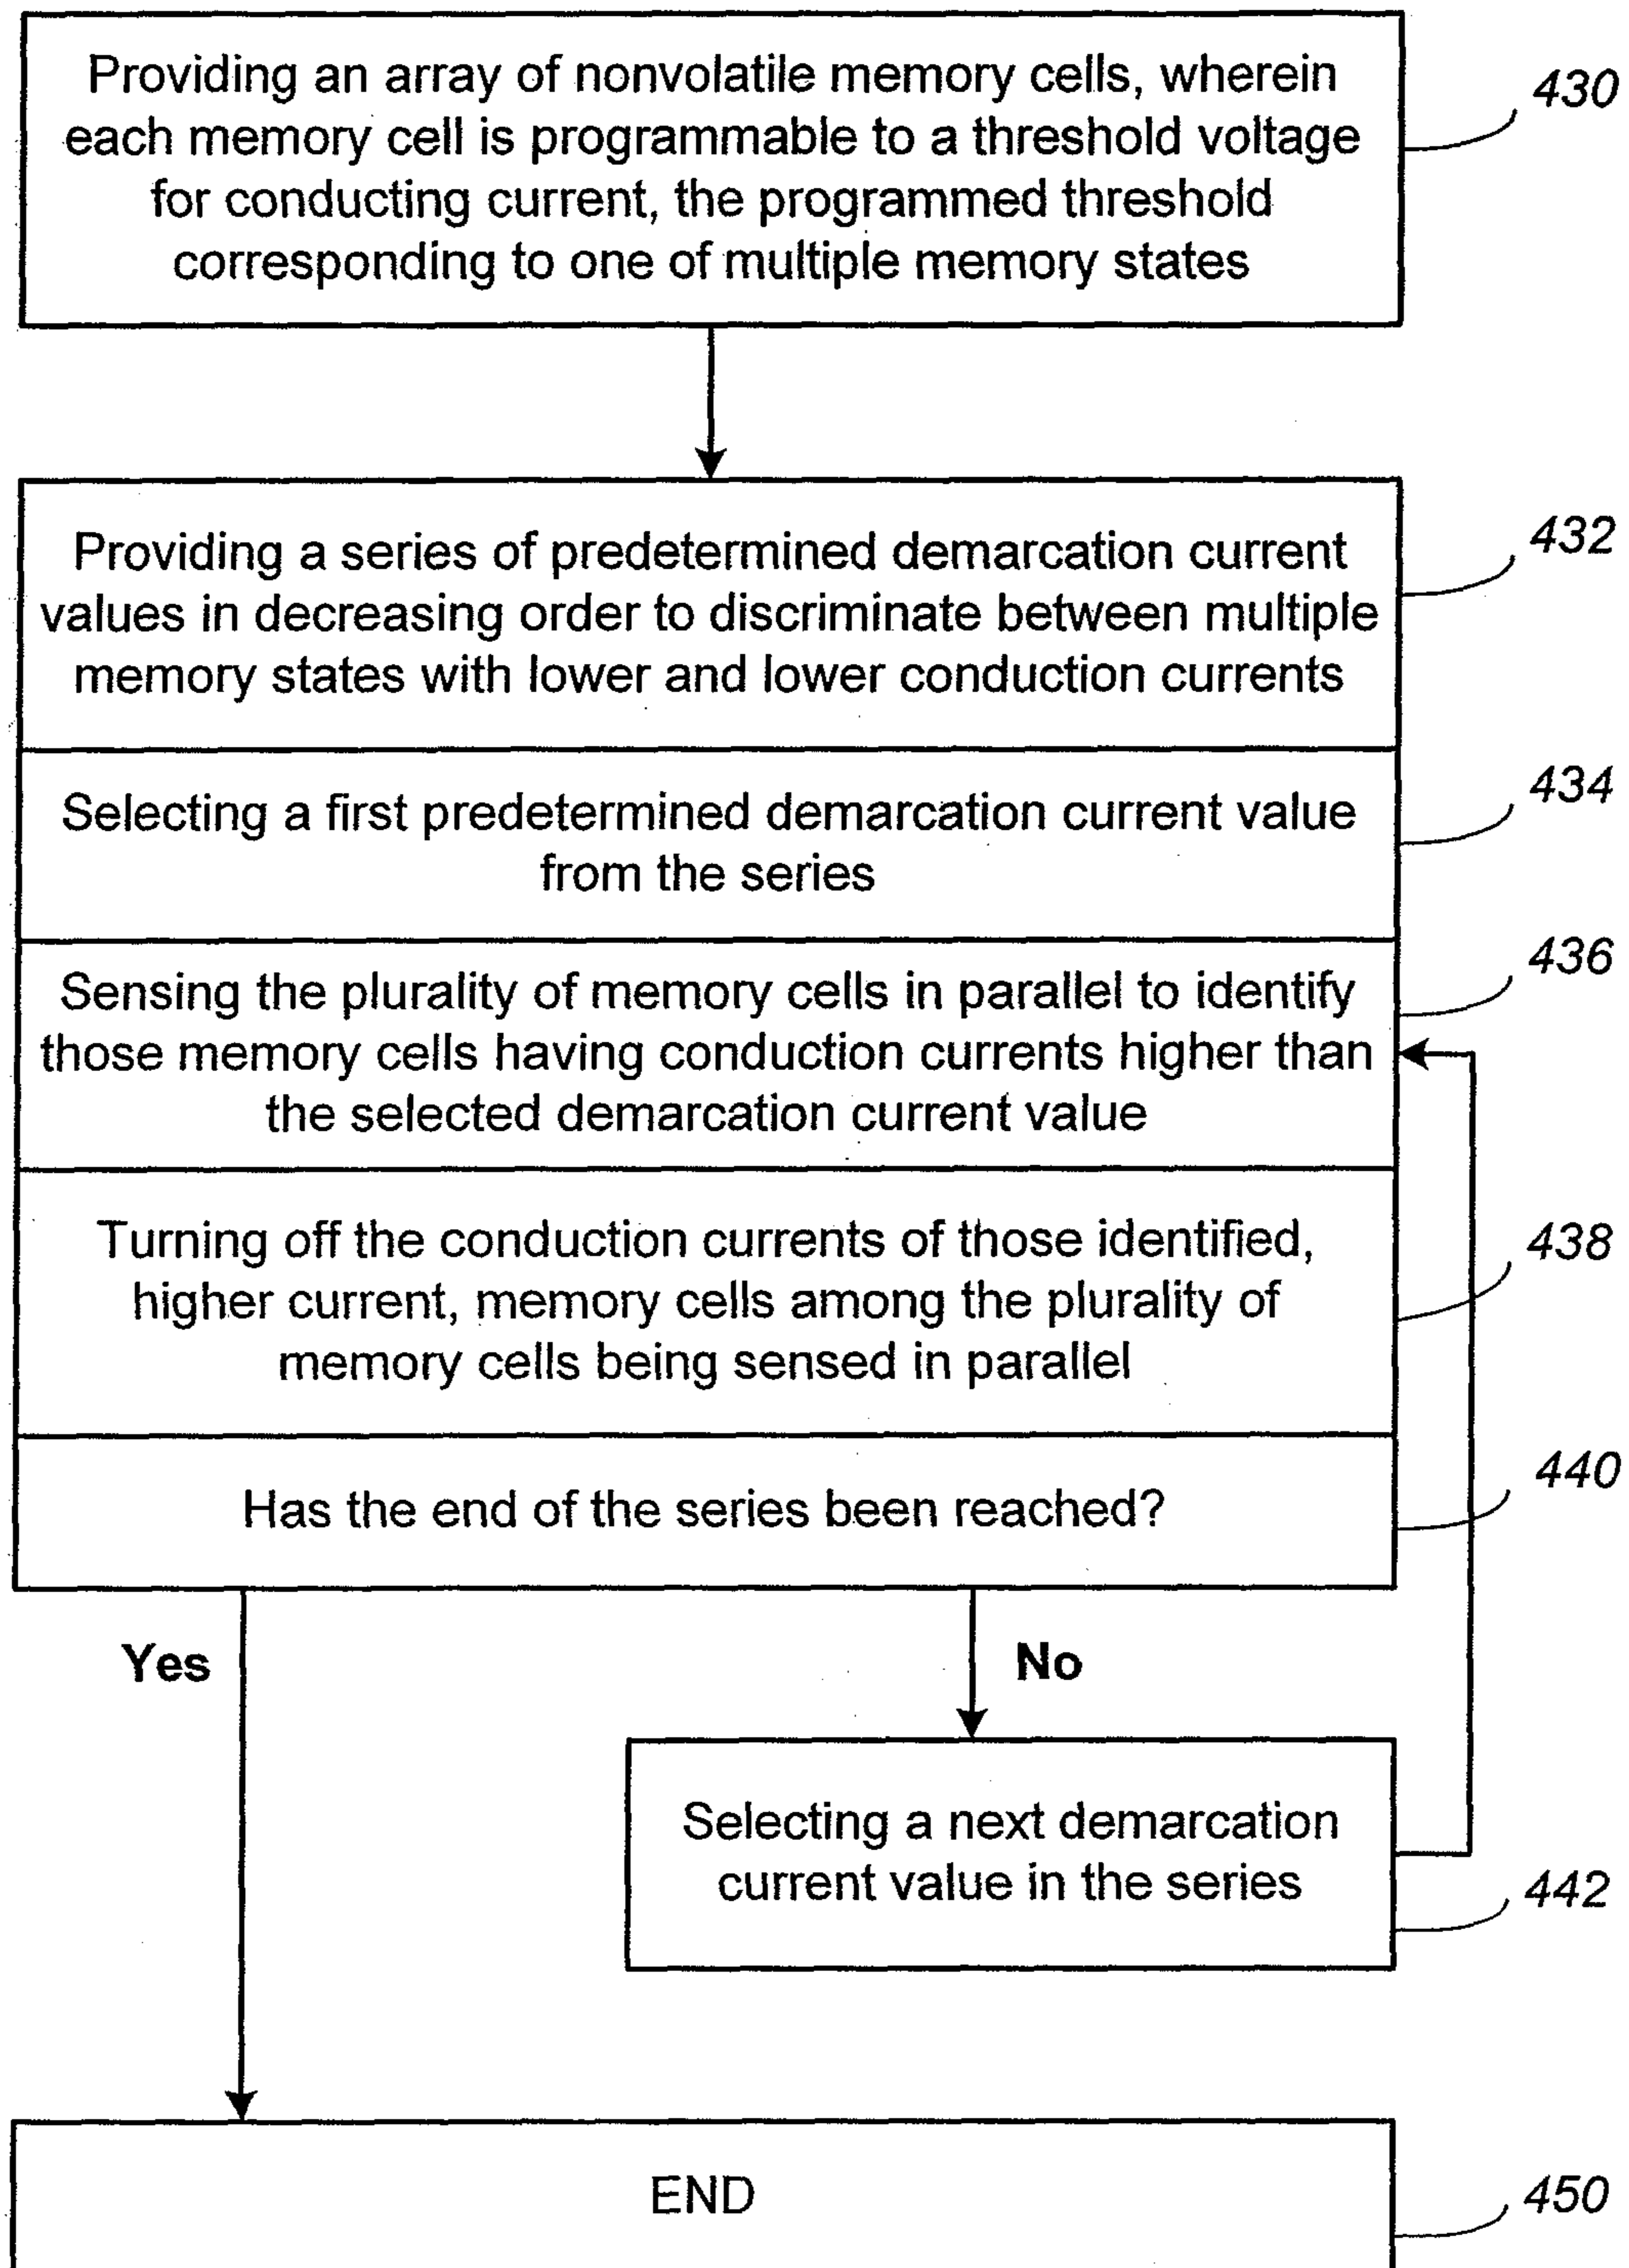 Providing an array of nonvolatile memory cells, wherein
each memory cell is programmable to a threshold voltage
for conducting current, the programmed threshold
corresponding to one of multiple memory states
430
Providing a series of predetermined demarcation current
values in decreasing order to discriminate between multiple
memory states with lower and lower conduction currents
432
Selecting a first predetermined demarcation current value
from the series
434
Sensing the plurality of memory cells in parallel to identify
those memory cells having conduction currents higher than
the selected demarcation current value
436
Turning off the conduction currents of those identified,
higher current, memory cells among the plurality of
memory cells being sensed in parallel
438
Has the end of the series been reached?
440
Yes
No
Selecting a next demarcation
current value in the series
442
END
450